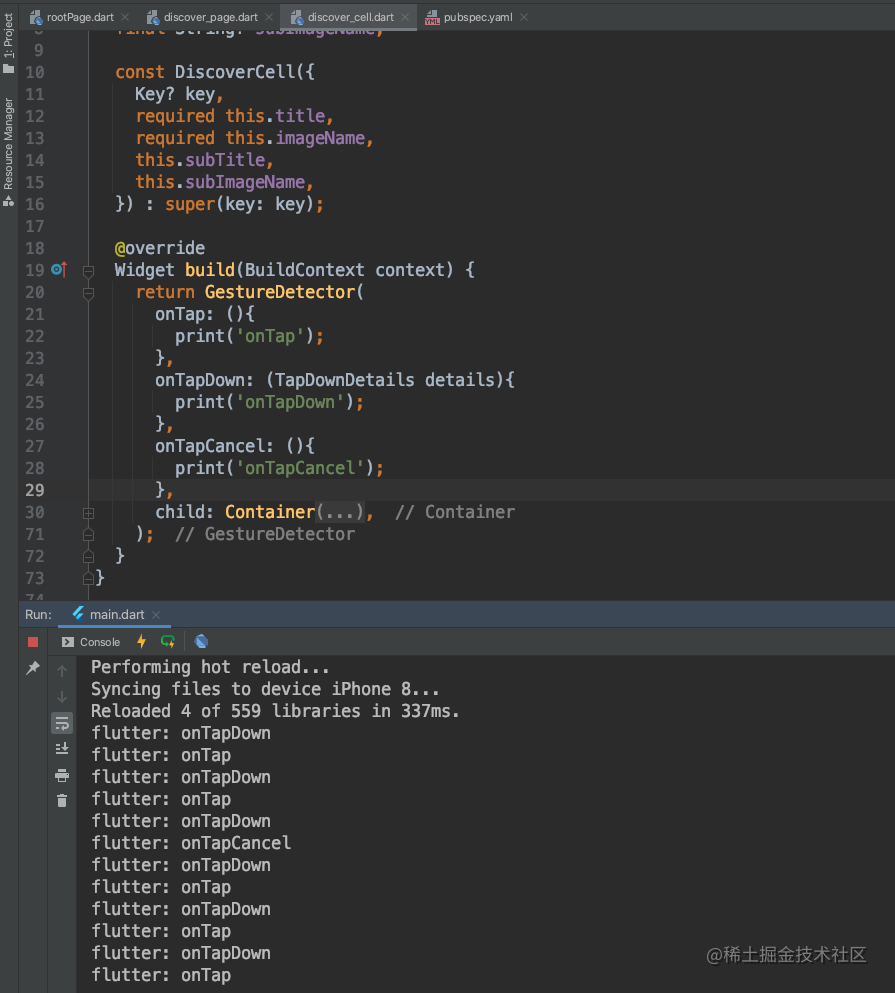 rootPage.dart
discover_page.dart
discover_cell.dart
pubspec.yaml
1: Project
Resource Manager
8 final String? subImageName;
9
10 const DiscoverCell({
11 Key? key,
12 required this.title,
13 required this.imageName,
14 this.subTitle,
15 this.subImageName,
16 }) : super(key: key);
17
18 @override
19 Widget build(BuildContext context) {
20 return GestureDetector(
21 onTap: (){
22 print('onTap');
23 },
24 onTapDown: (TapDownDetails details){
25 print('onTapDown');
26 },
27 onTapCancel: (){
28 print('onTapCancel');
29 },
30 child: Container(...), // Container
71 ); // GestureDetector
72 }
73 }
74
Run: main.dart
Console
Performing hot reload...
Syncing files to device iPhone 8...
Reloaded 4 of 559 libraries in 337ms.
flutter: onTapDown
flutter: onTap
flutter: onTapDown
flutter: onTap
flutter: onTapDown
flutter: onTapCancel
flutter: onTapDown
flutter: onTap
flutter: onTapDown
flutter: onTap
flutter: onTapDown
flutter: onTap
@稀土掘金技术社区